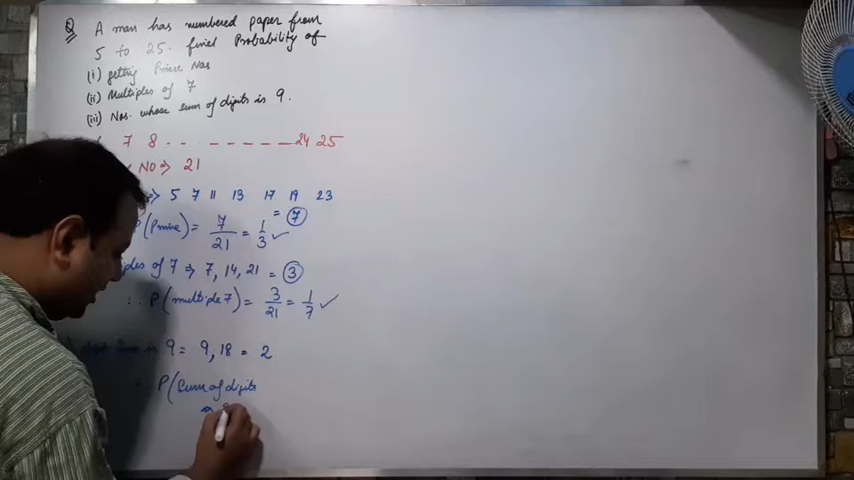 Q A man has numbered paper from
5 to 25. find Probability of
(i) getting Prime Nos
(ii) Multiples of 7
(iii) Nos. whose sum of digits is 9.
7 8 . . . - - - - - - 24 25
NO ⇒ 21
⇒ 5 7 11 13 17 19 23
= 7
P(Prime) = 7/21 = 1/3 ✓
of 7 ⇒ 7, 14, 21 = 3
∴ P(multiple 7) = 3/21 = 1/7 ✓
9 = 9, 18 = 2
∴ P(Sum of digits